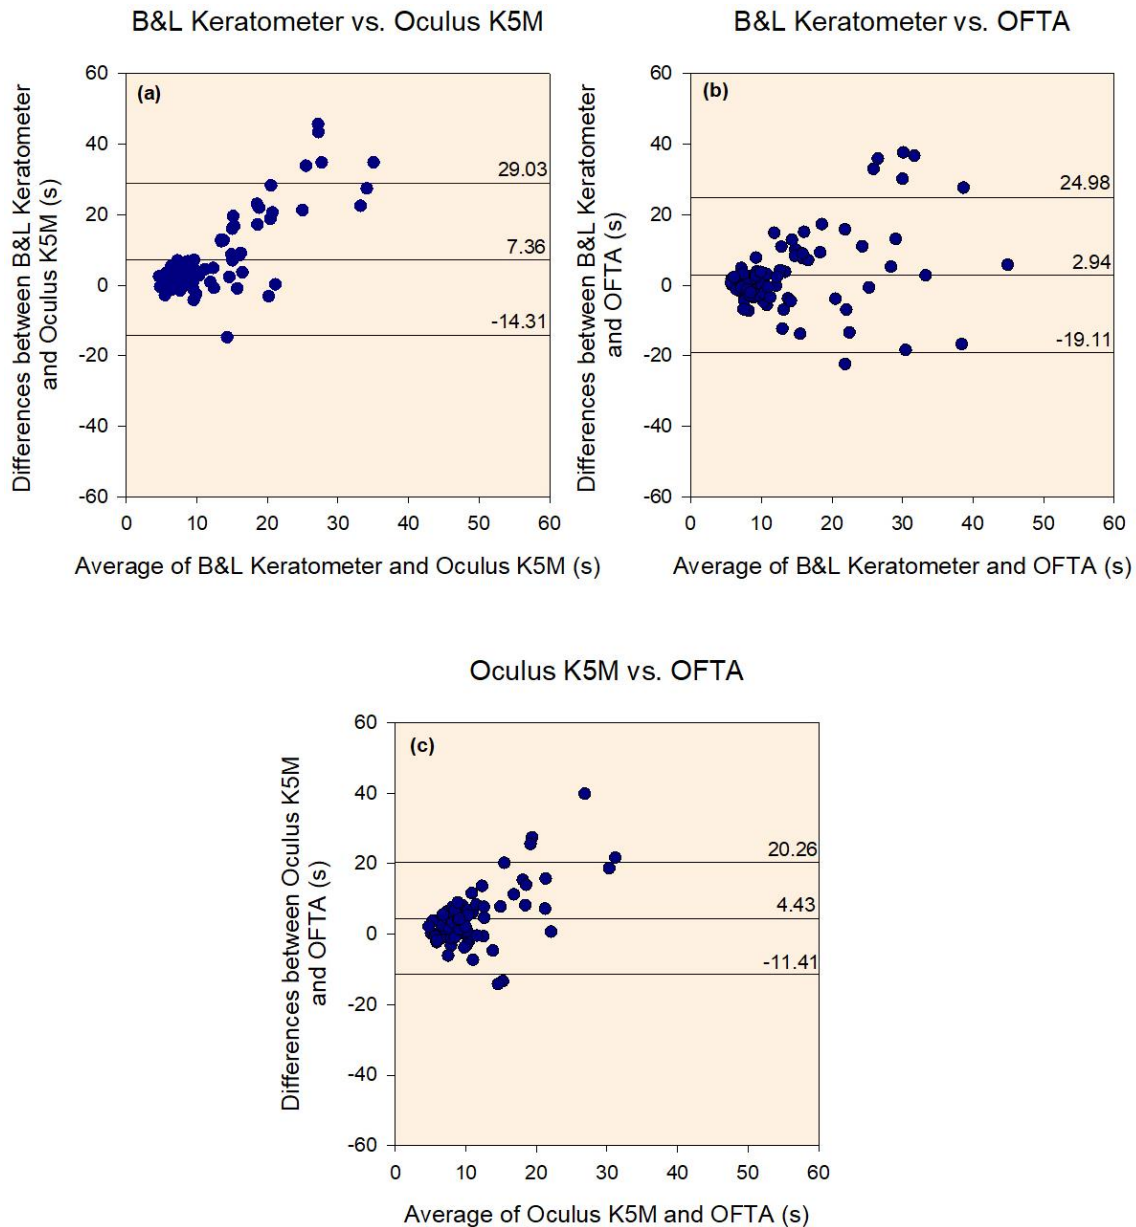 B&L Keratometer vs. Oculus K5M
(a)
Differences between B&L Keratometer
and Oculus K5M (s)
60
40
20
0
-20
-40
-60
29.03
7.36
-14.31
0 10 20 30 40 50 60
Average of B&L Keratometer and Oculus K5M (s)
B&L Keratometer vs. OFTA
(b)
Differences between B&L Keratometer
and OFTA (s)
60
40
20
0
-20
-40
-60
24.98
2.94
-19.11
0 10 20 30 40 50 60
Average of B&L Keratometer and OFTA (s)
Oculus K5M vs. OFTA
(c)
Differences between Oculus K5M
and OFTA (s)
60
40
20
0
-20
-40
-60
20.26
4.43
-11.41
0 10 20 30 40 50 60
Average of Oculus K5M and OFTA (s)